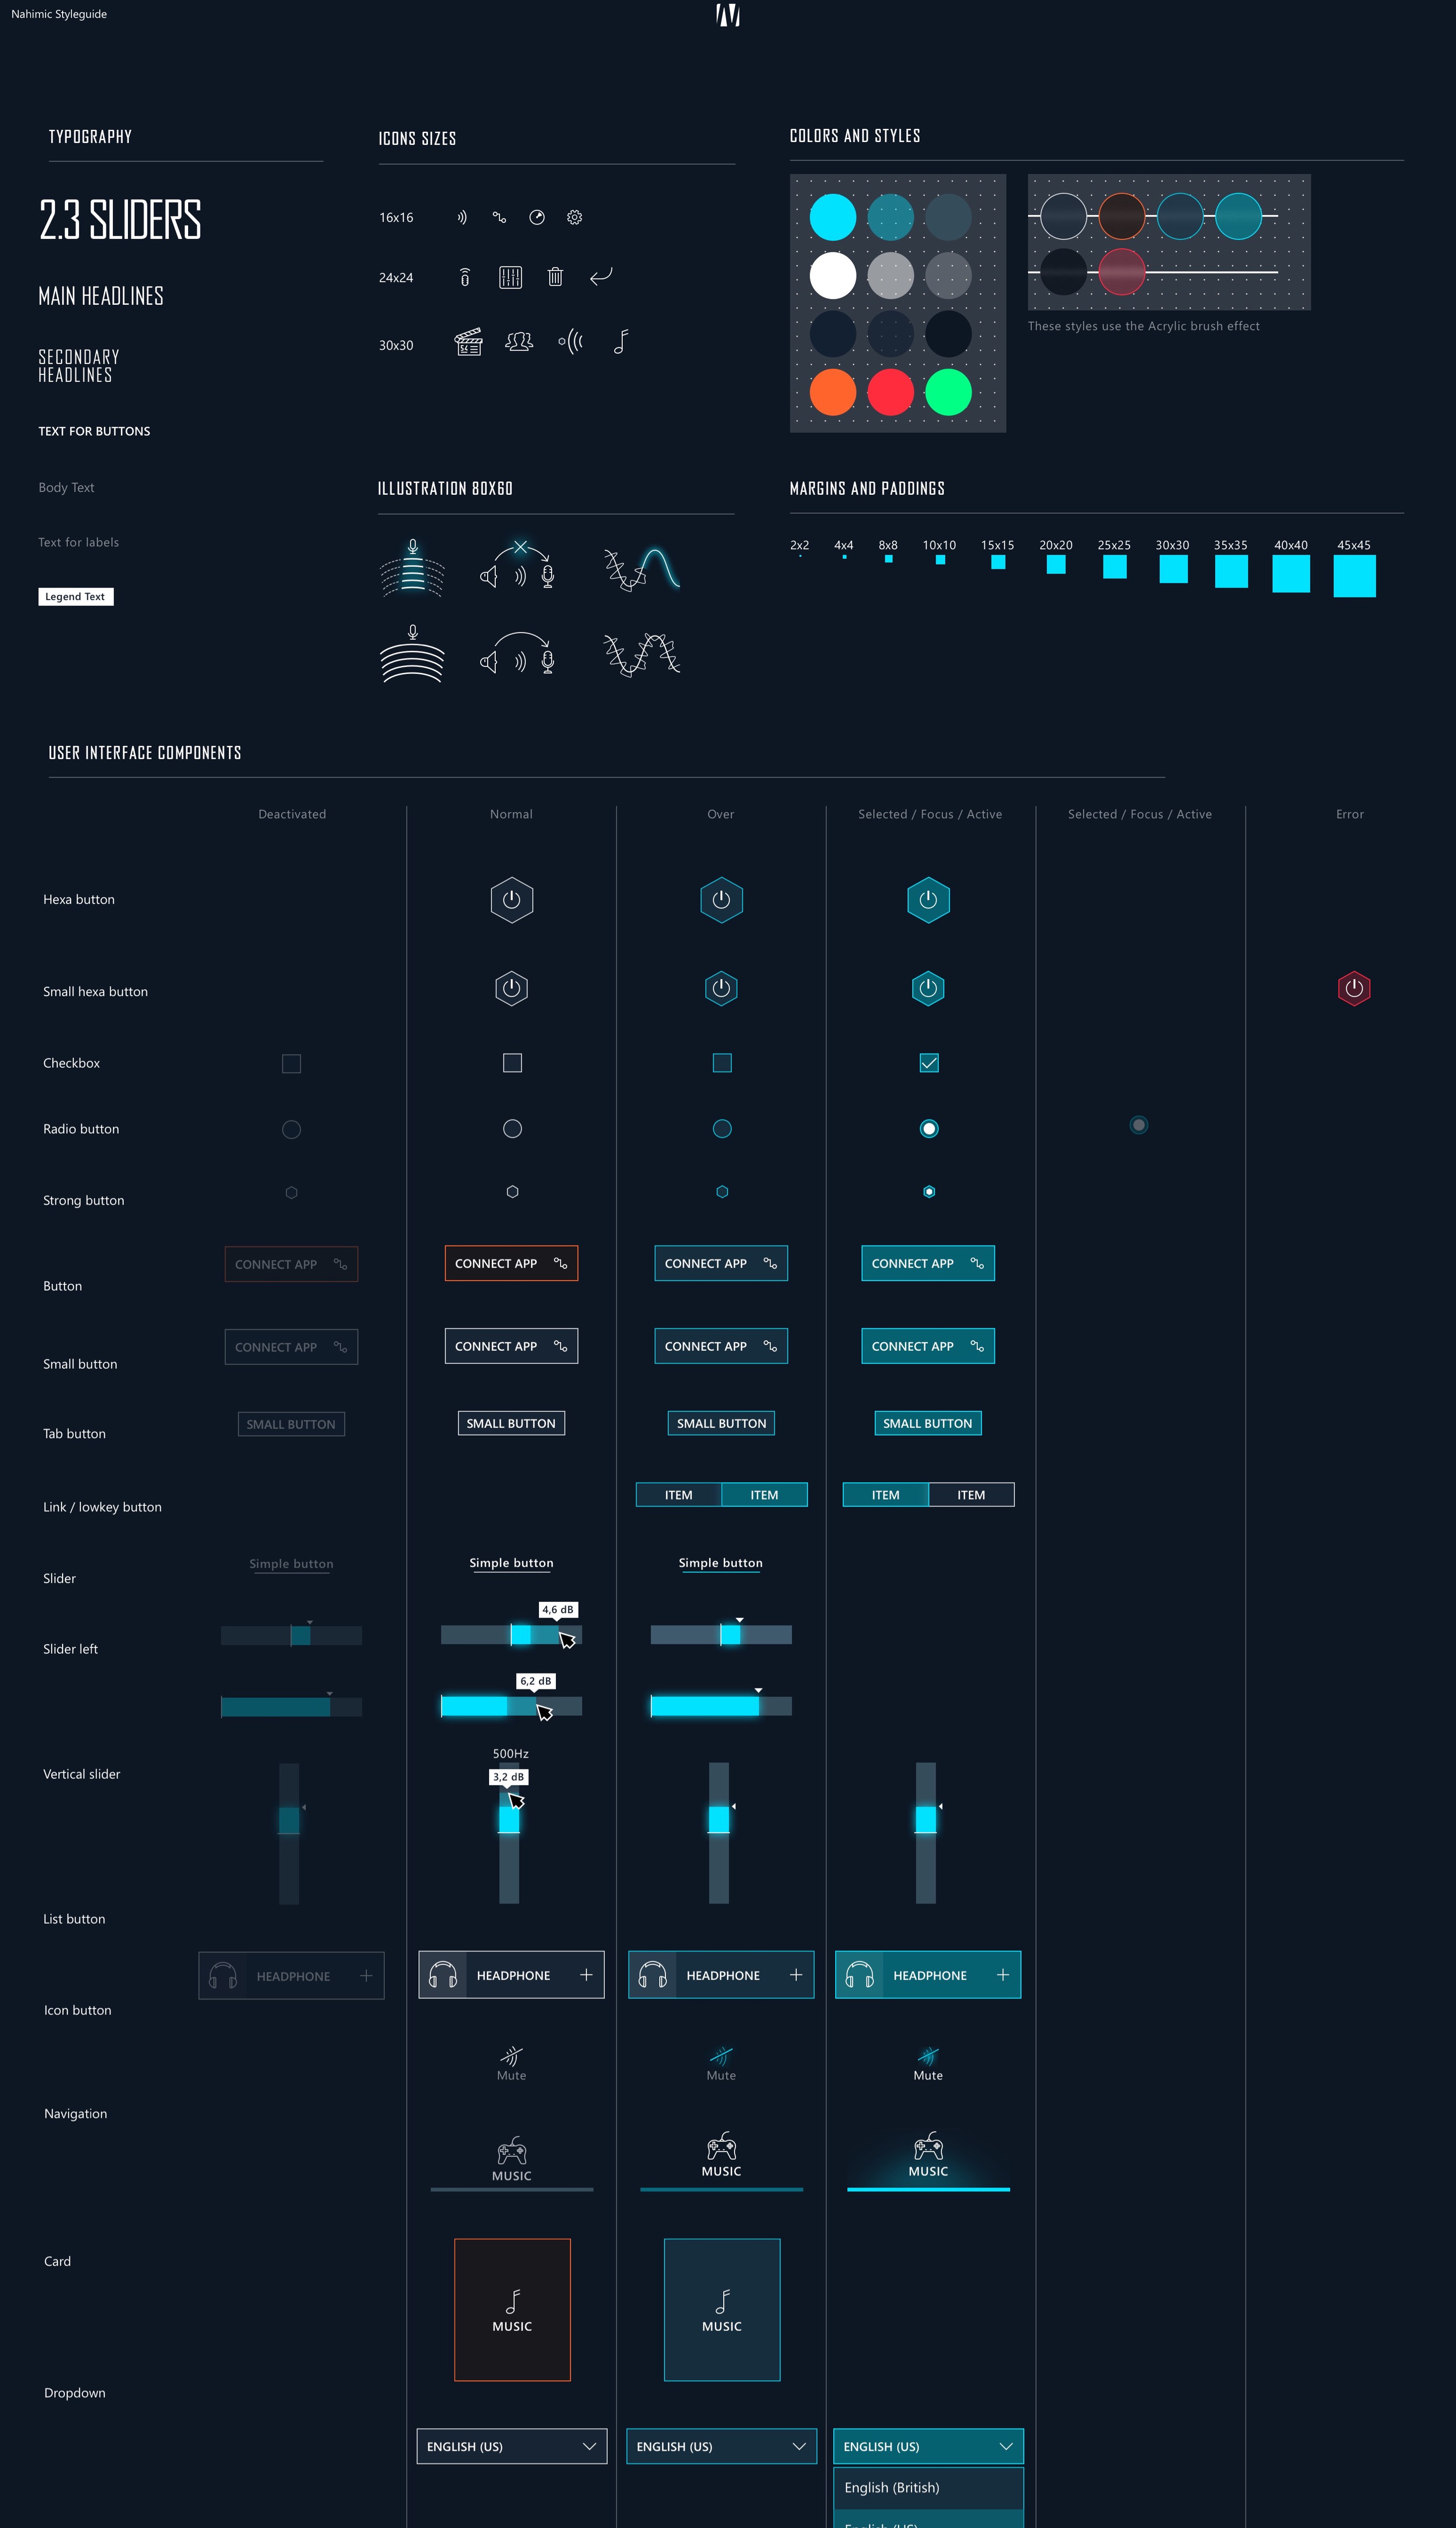 Nahimic Styleguide
TYPOGRAPHY
2.3 SLIDERS
MAIN HEADLINES
SECONDARY
HEADLINES
TEXT FOR BUTTONS
Body Text
Text for labels
Legend Text
ICONS SIZES
16x16
24x24
30x30
ILLUSTRATION 80X60
COLORS AND STYLES
These styles use the Acrylic brush effect
MARGINS AND PADDINGS
2x2 4x4 8x8 10x10 15x15 20x20 25x25 30x30 35x35 40x40 45x45
USER INTERFACE COMPONENTS
Deactivated Normal Over Selected / Focus / Active Selected / Focus / Active Error
Hexa button
Small hexa button
Checkbox
Radio button
Strong button
CONNECT APP CONNECT APP CONNECT APP CONNECT APP
Button
CONNECT APP CONNECT APP CONNECT APP CONNECT APP
Small button
SMALL BUTTON SMALL BUTTON SMALL BUTTON SMALL BUTTON
Tab button
ITEM ITEM ITEM ITEM
Link / lowkey button
Simple button Simple button Simple button
Slider
4,6 dB
Slider left
6,2 dB
500Hz
Vertical slider
3,2 dB
List button
HEADPHONE HEADPHONE HEADPHONE HEADPHONE
Icon button
Mute Mute Mute
Navigation
MUSIC MUSIC MUSIC
Card
MUSIC MUSIC
Dropdown
ENGLISH (US) ENGLISH (US) ENGLISH (US)
English (British)
English (US)